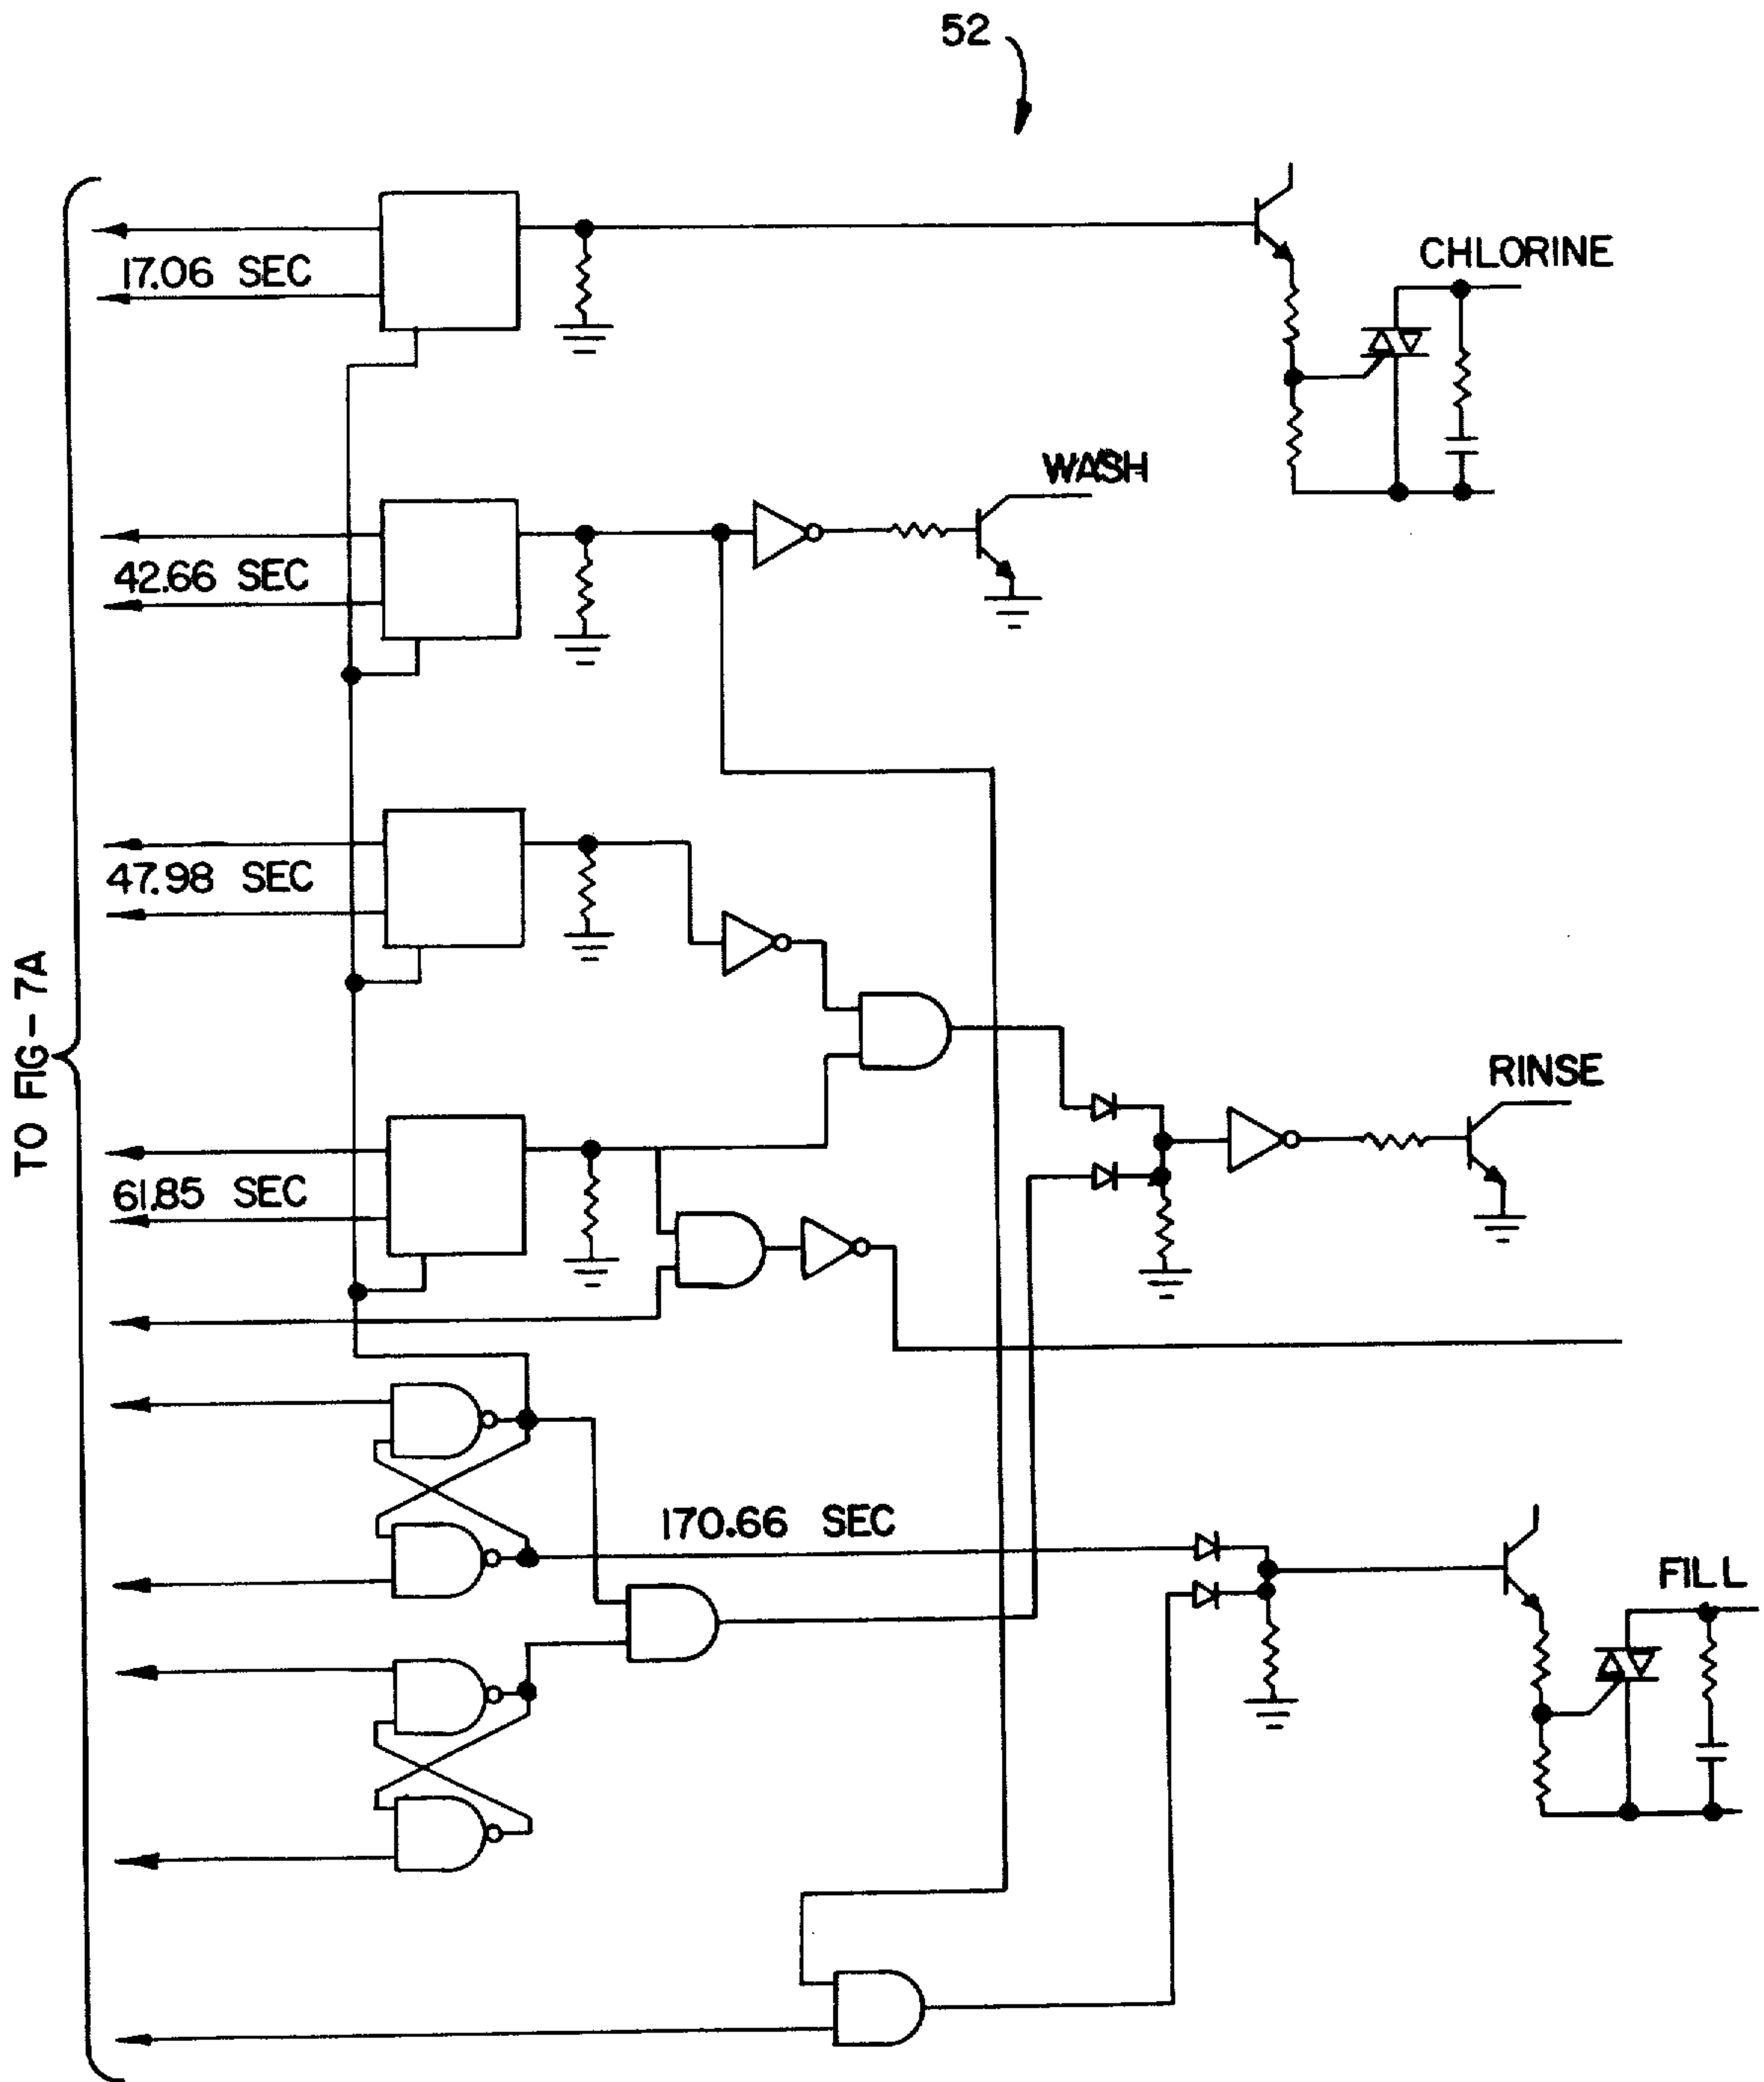 52
17.06 SEC
CHLORINE
WASH
42.66 SEC
47.98 SEC
TO FIG-7A
RINSE
61.85 SEC
170.66 SEC
FILL